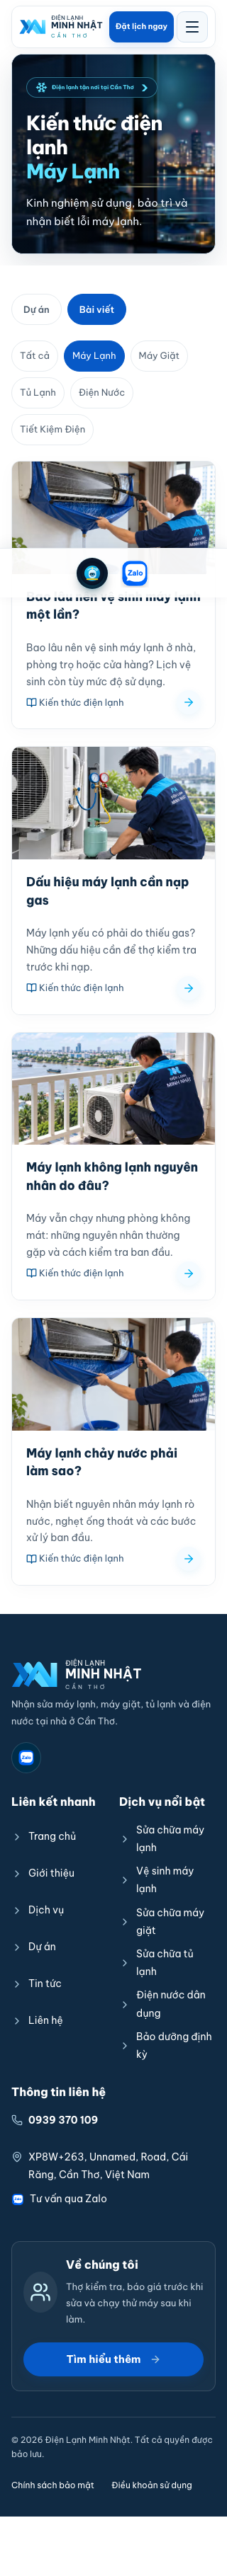 ĐIỆN LẠNH
MINH NHẬT
CẦN THƠ
Đặt lịch ngay
Điện lạnh tận nơi tại Cần Thơ
Kiến thức điện
lạnh
Máy Lạnh
Kinh nghiệm sử dụng, bảo trì và
nhận biết lỗi máy lạnh.
Dự án
Bài viết
Tất cả
Máy Lạnh
Máy Giặt
Tủ Lạnh
Điện Nước
Tiết Kiệm Điện
Zalo
Bao lâu nên vệ sinh máy lạnh
một lần?
Bao lâu nên vệ sinh máy lạnh ở nhà,
phòng trọ hoặc cửa hàng? Lịch vệ
sinh còn tùy mức độ sử dụng.
Kiến thức điện lạnh
Dấu hiệu máy lạnh cần nạp
gas
Máy lạnh yếu có phải do thiếu gas?
Những dấu hiệu cần để thợ kiểm tra
trước khi nạp.
Kiến thức điện lạnh
MINH NHẬT
Máy lạnh không lạnh nguyên
nhân do đâu?
Máy vẫn chạy nhưng phòng không
mát: những nguyên nhân thường
gặp và cách kiểm tra ban đầu.
Kiến thức điện lạnh
Máy lạnh chảy nước phải
làm sao?
Nhận biết nguyên nhân máy lạnh rò
nước, nghẹt ống thoát và các bước
xử lý ban đầu.
Kiến thức điện lạnh
ĐIỆN LẠNH
MINH NHẬT
CẦN THƠ
Nhận sửa máy lạnh, máy giặt, tủ lạnh và điện
nước tại nhà ở Cần Thơ.
Zalo
Liên kết nhanh
Trang chủ
Giới thiệu
Dịch vụ
Dự án
Tin tức
Liên hệ
Dịch vụ nổi bật
Sửa chữa máy
lạnh
Vệ sinh máy
lạnh
Sửa chữa máy
giặt
Sửa chữa tủ
lạnh
Điện nước dân
dụng
Bảo dưỡng định
kỳ
Thông tin liên hệ
0939 370 109
XP8W+263, Unnamed, Road, Cái
Răng, Cần Thơ, Việt Nam
Zalo
Tư vấn qua Zalo
Về chúng tôi
Thợ kiểm tra, báo giá trước khi
sửa và chạy thử máy sau khi
làm.
Tìm hiểu thêm
© 2026 Điện Lạnh Minh Nhật. Tất cả quyền được
bảo lưu.
Chính sách bảo mật
Điều khoản sử dụng